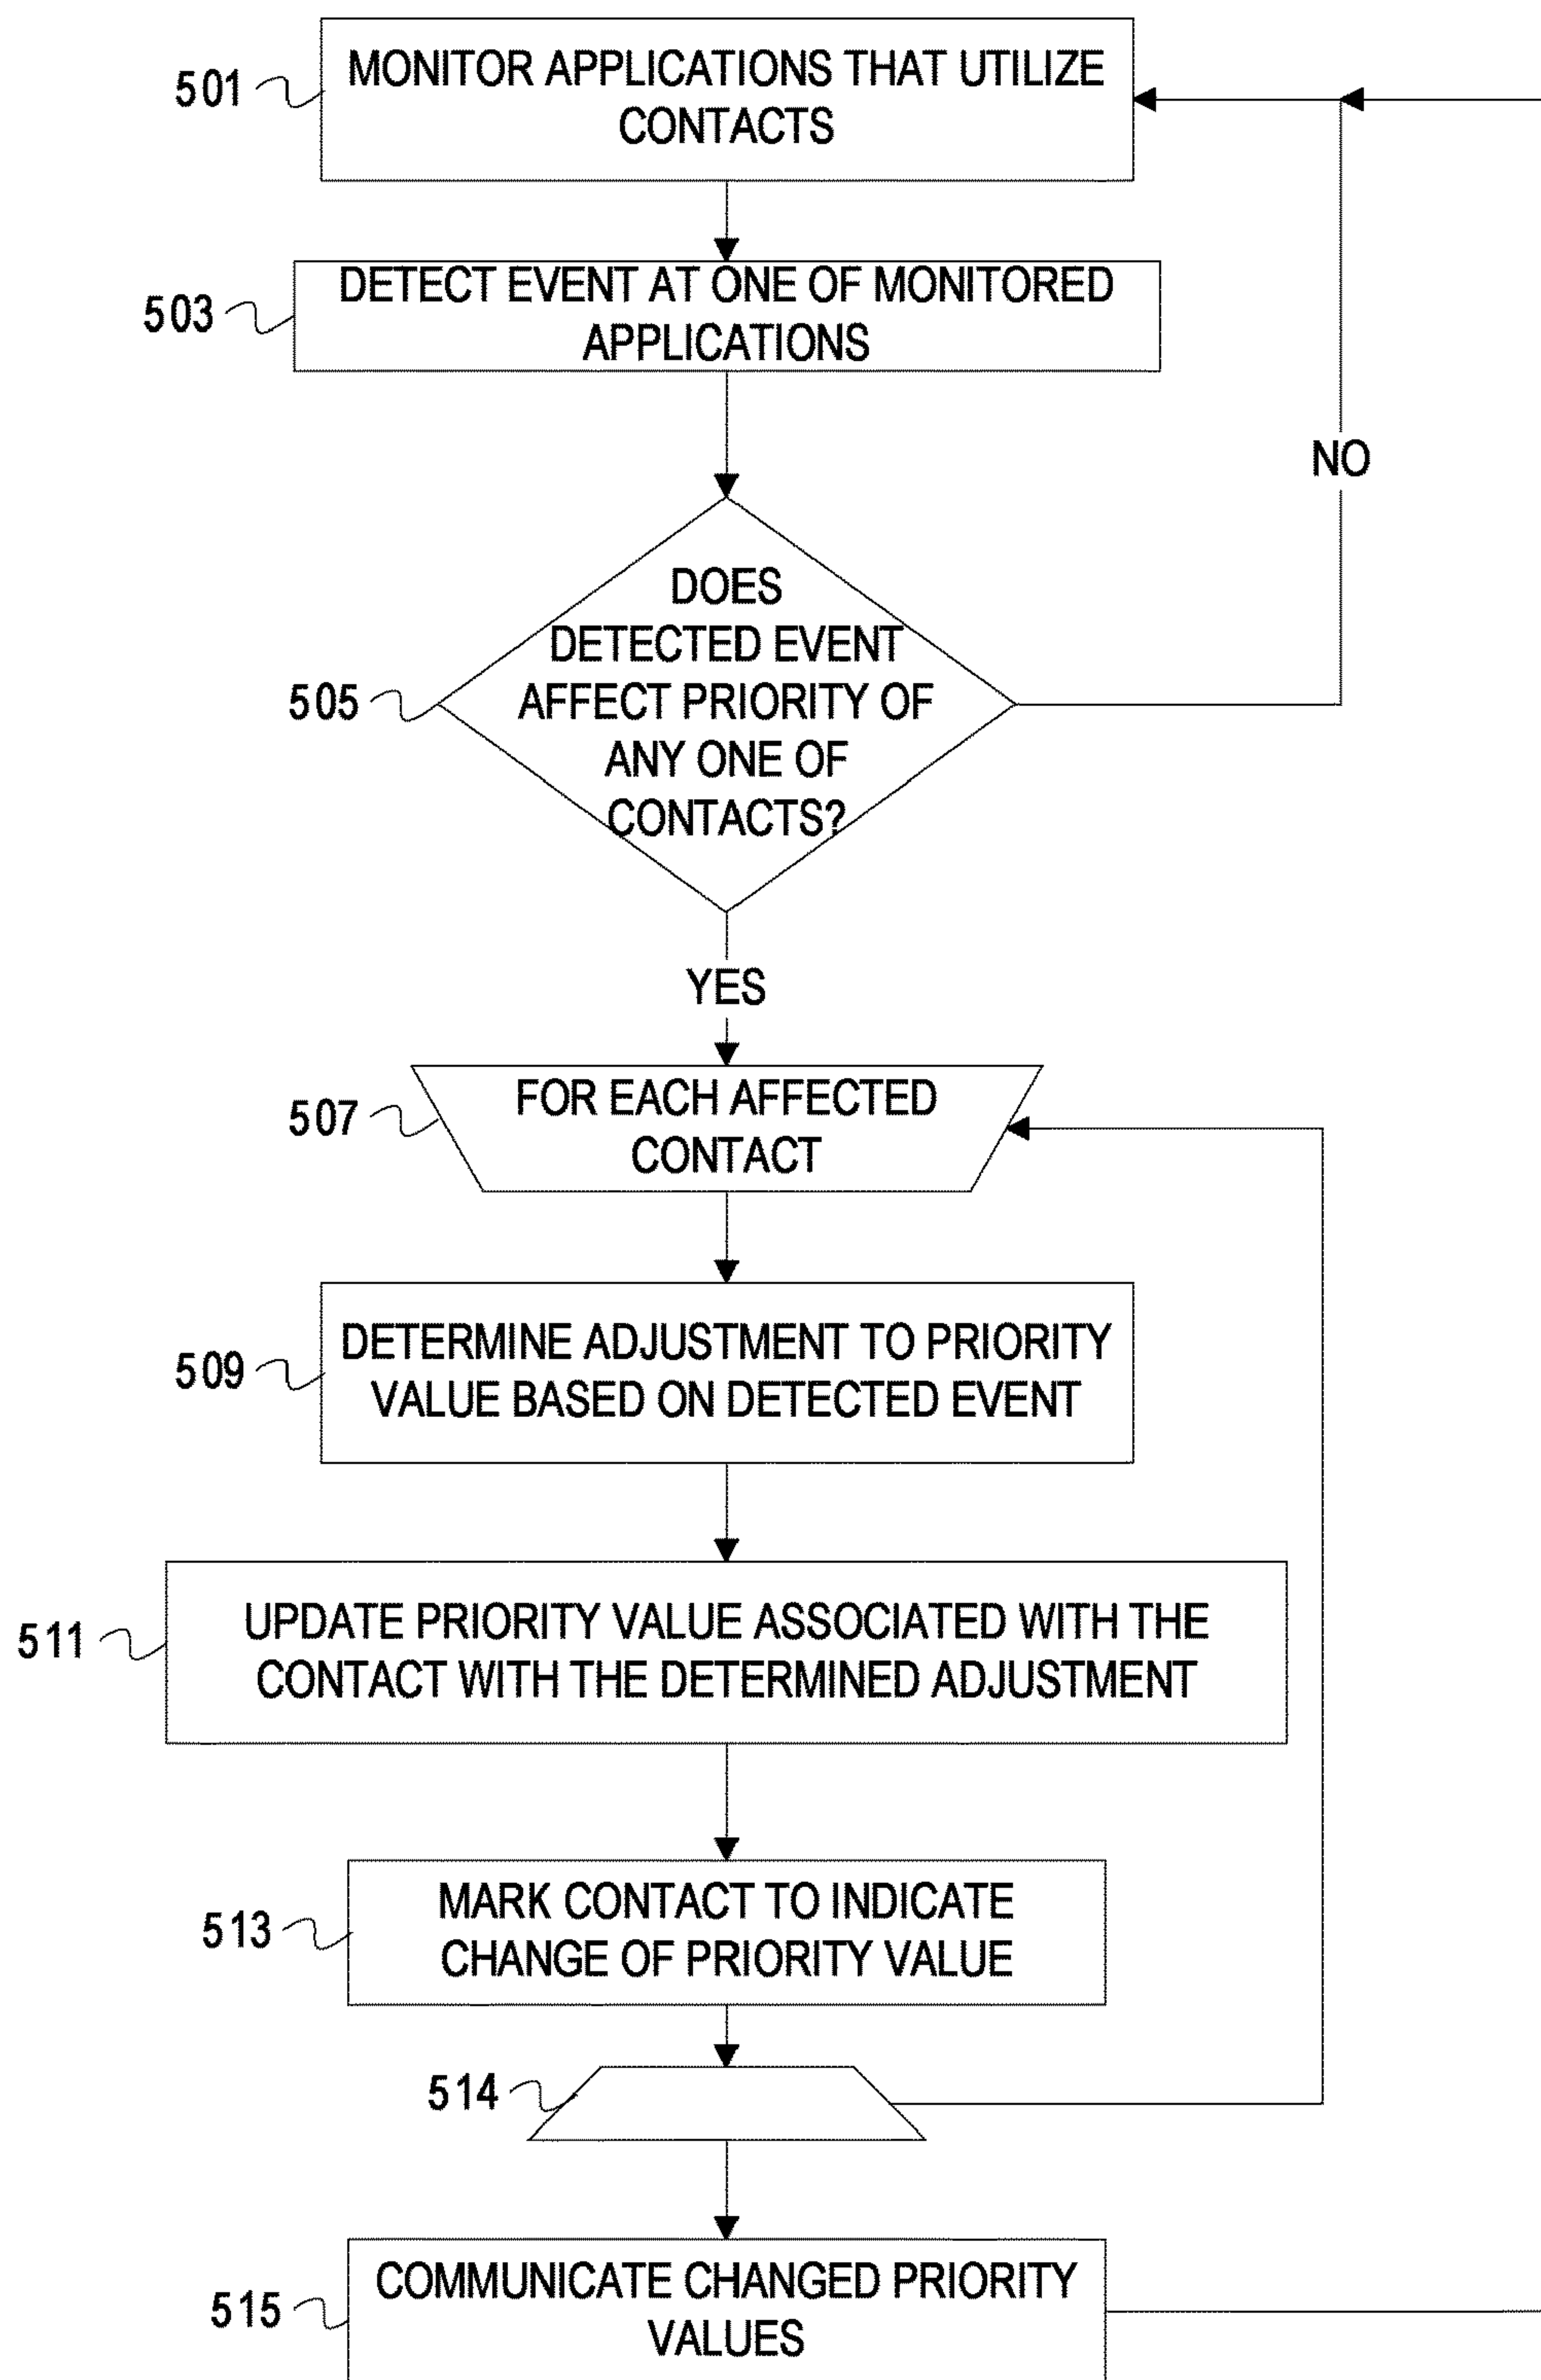 501
MONITOR APPLICATIONS THAT UTILIZE
CONTACTS
503
DETECT EVENT AT ONE OF MONITORED
APPLICATIONS
NO
505
DOES
DETECTED EVENT
AFFECT PRIORITY OF
ANY ONE OF
CONTACTS?
YES
507
FOR EACH AFFECTED
CONTACT
509
DETERMINE ADJUSTMENT TO PRIORITY
VALUE BASED ON DETECTED EVENT
511
UPDATE PRIORITY VALUE ASSOCIATED WITH THE
CONTACT WITH THE DETERMINED ADJUSTMENT
513
MARK CONTACT TO INDICATE
CHANGE OF PRIORITY VALUE
514
515
COMMUNICATE CHANGED PRIORITY
VALUES